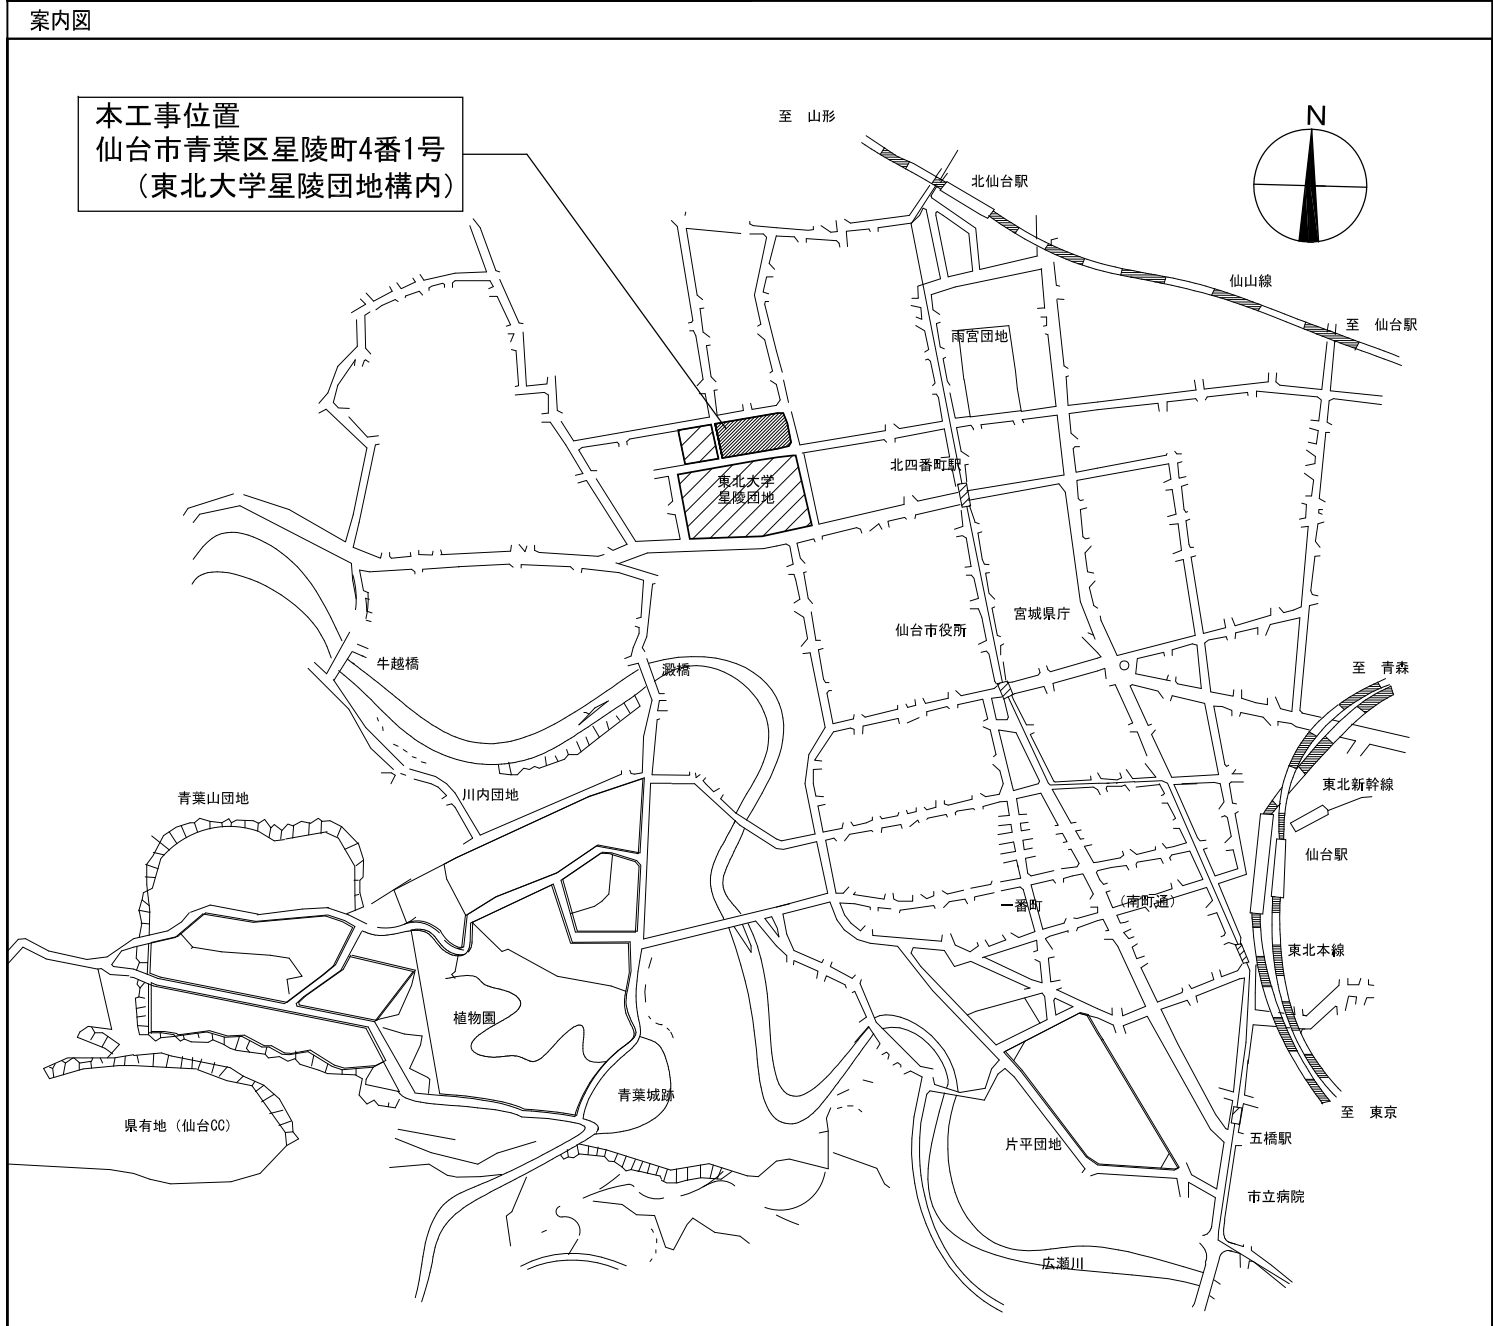 案内図
本工事位置
仙台市青葉区星陵町4番1号
（東北大学星陵団地構内）
至　山形
N
北仙台駅
仙山線
至　仙台駅
雨宮団地
北四番町駅
東北大学
星陵団地
宮城県庁
仙台市役所
牛越橋
澱橋
至　青森
東北新幹線
川内団地
青葉山団地
仙台駅
一番町
（南町通）
東北本線
植物園
青葉城跡
県有地（仙台CC）
至　東京
五橋駅
片平団地
市立病院
広瀬川